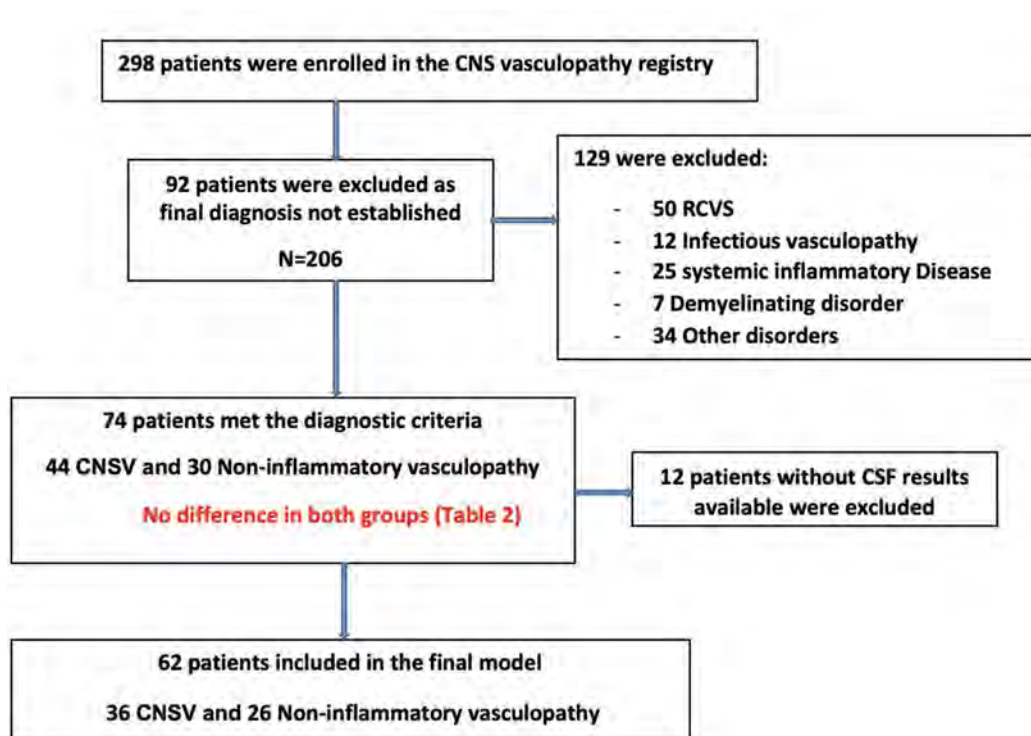 298 patients were enrolled in the CNS vasculopathy registry
92 patients were excluded as
final diagnosis not established
N=206
129 were excluded:
- 50 RCVS
- 12 Infectious vasculopathy
- 25 systemic inflammatory Disease
- 7 Demyelinating disorder
- 34 Other disorders
74 patients met the diagnostic criteria
44 CNSV and 30 Non-inflammatory vasculopathy
No difference in both groups (Table 2)
12 patients without CSF results
available were excluded
62 patients included in the final model
36 CNSV and 26 Non-inflammatory vasculopathy